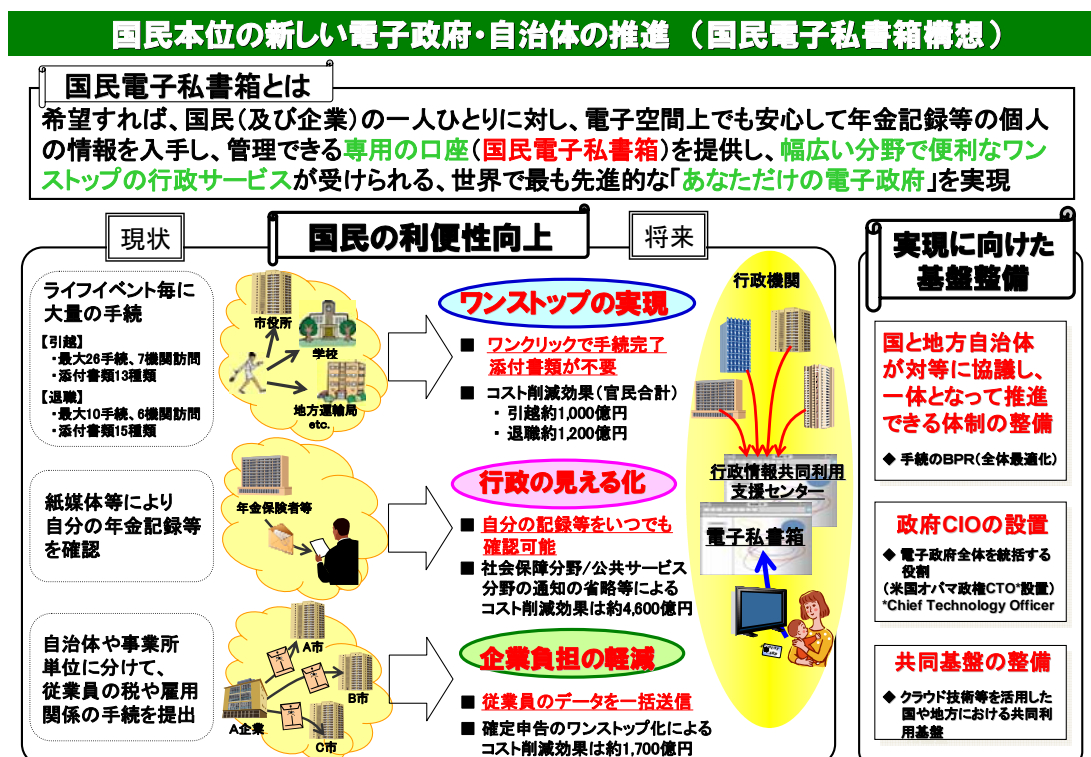 国民本位の新しい電子政府・自治体の推進 （国民電子私書箱構想）
国民電子私書箱とは
希望すれば、国民（及び企業）の一人ひとりに対し、電子空間上でも安心して年金記録等の個人
の情報を入手し、管理できる専用の口座（国民電子私書箱）を提供し、幅広い分野で便利なワン
ストップの行政サービスが受けられる、世界で最も先進的な「あなただけの電子政府」を実現
現状
国民の利便性向上
将来
ライフイベント毎に
大量の手続
【引越】
・最大26手続、7機関訪問
・添付書類13種類
【退職】
・最大10手続、6機関訪問
・添付書類15種類
市役所
学校
地方運輸局
etc.
ワンストップの実現
■ ワンクリックで手続完了
添付書類が不要
■ コスト削減効果（官民合計）
・ 引越約1,000億円
・ 退職約1,200億円
紙媒体等により
自分の年金記録等
を確認
年金保険者等
行政の見える化
■ 自分の記録等をいつでも
確認可能
■ 社会保障分野/公共サービス
分野の通知の省略等による
コスト削減効果は約4,600億円
自治体や事業所
単位に分けて、
従業員の税や雇用
関係の手続を提出
A企業
A市
B市
C市
企業負担の軽減
■ 従業員のデータを一括送信
■ 確定申告のワンストップ化による
コスト削減効果は約1,700億円
行政機関
行政情報共同利用
支援センター
電子私書箱
実現に向けた
基盤整備
国と地方自治体
が対等に協議し、
一体となって推進
できる体制の整備
◆ 手続のBPR（全体最適化）
政府CIOの設置
◆ 電子政府全体を統括する
役割
（米国オバマ政権CTO*設置）
*Chief Technology Officer
共同基盤の整備
◆ クラウド技術等を活用した
国や地方における共同利
用基盤